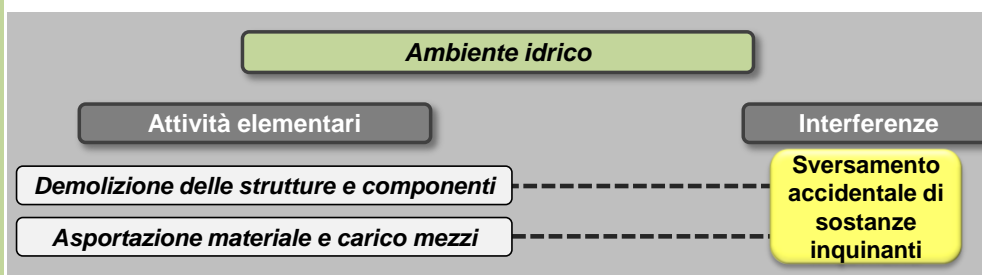 Ambiente idrico
Attività elementari
Interferenze
Demolizione delle strutture e componenti
Asportazione materiale e carico mezzi
Sversamento
accidentale di
sostanze
inquinanti